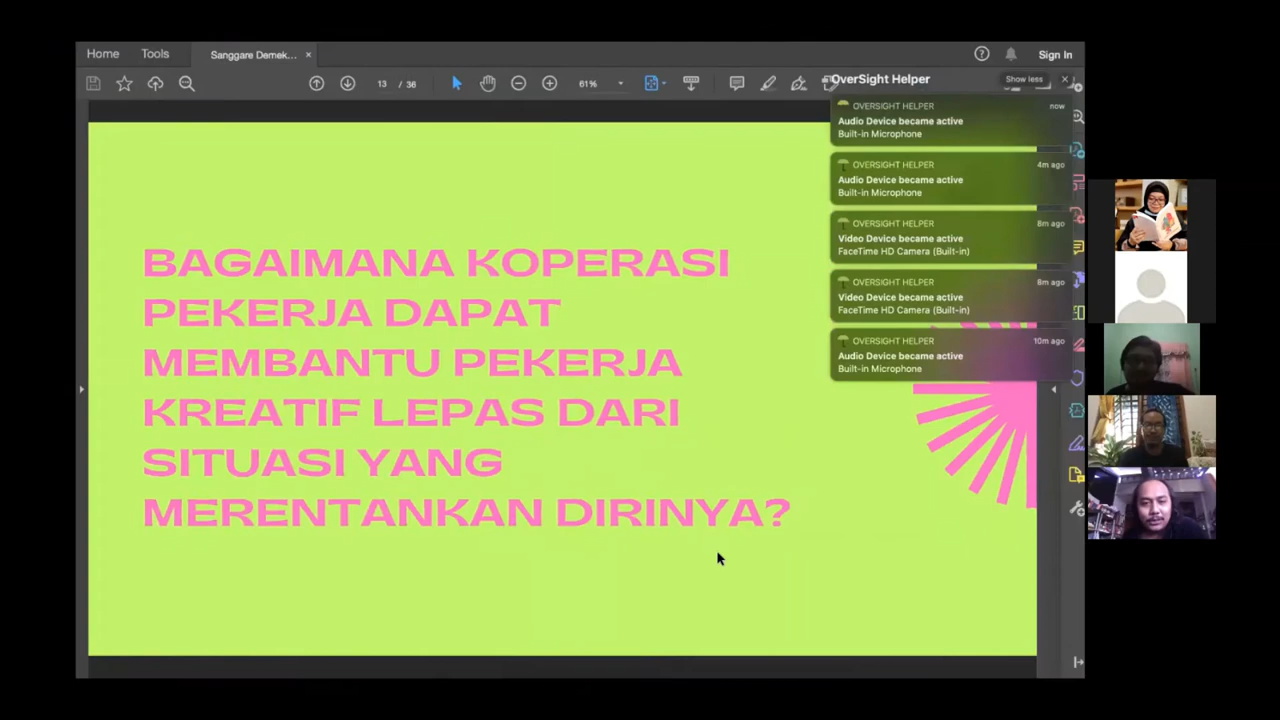 Home Tools Sanggare Demek... × Sign In
13 / 36 61%
BAGAIMANA KOPERASI
PEKERJA DAPAT
MEMBANTU PEKERJA
KREATIF LEPAS DARI
SITUASI YANG
MERENTANKAN DIRINYA?
OverSight Helper Show less ×
OVERSIGHT HELPER now
Audio Device became active
Built-in Microphone
OVERSIGHT HELPER 4m ago
Audio Device became active
Built-in Microphone
OVERSIGHT HELPER 8m ago
Video Device became active
FaceTime HD Camera (Built-in)
OVERSIGHT HELPER 8m ago
Video Device became active
FaceTime HD Camera (Built-in)
OVERSIGHT HELPER 10m ago
Audio Device became active
Built-in Microphone